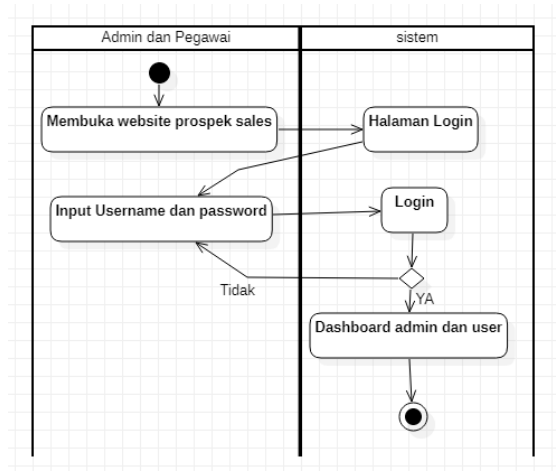 Admin dan Pegawai
sistem
Membuka website prospek sales
Halaman Login
Input Username dan password
Login
Tidak
YA
Dashboard admin dan user